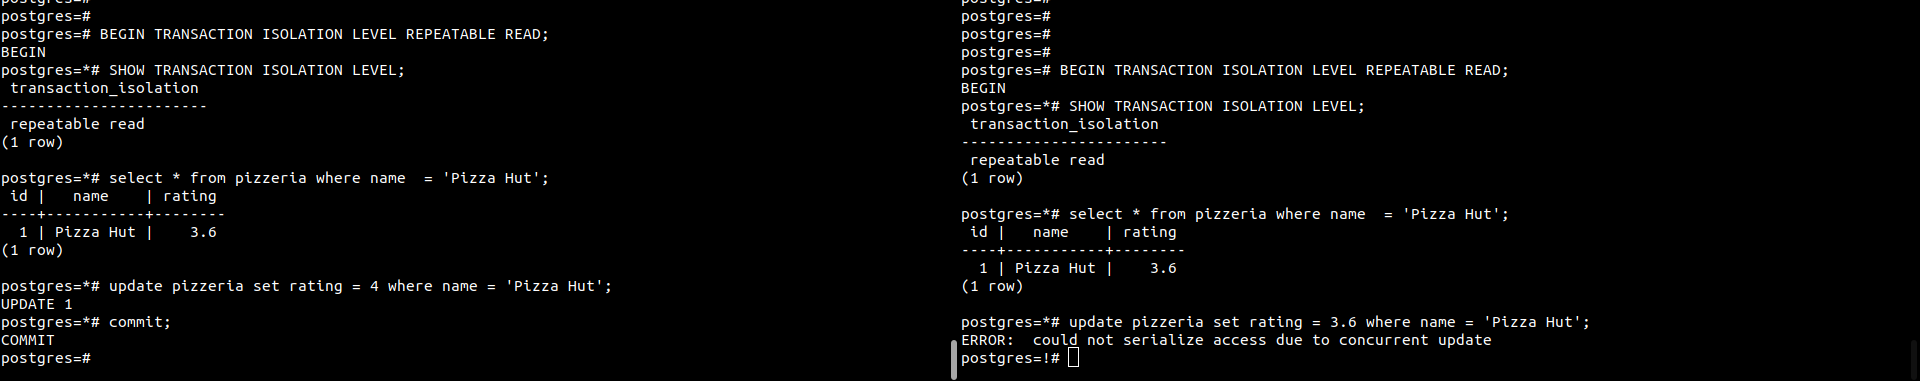 postgres=#
postgres=# BEGIN TRANSACTION ISOLATION LEVEL REPEATABLE READ;
BEGIN
postgres=*# SHOW TRANSACTION ISOLATION LEVEL;
 transaction_isolation
-----------------------
 repeatable read
(1 row)

postgres=*# select * from pizzeria where name  = 'Pizza Hut';
 id |   name    | rating
----+-----------+--------
  1 | Pizza Hut |    3.6
(1 row)

postgres=*# update pizzeria set rating = 4 where name = 'Pizza Hut';
UPDATE 1
postgres=*# commit;
COMMIT
postgres=#
postgres=#
postgres=#
postgres=#
postgres=# BEGIN TRANSACTION ISOLATION LEVEL REPEATABLE READ;
BEGIN
postgres=*# SHOW TRANSACTION ISOLATION LEVEL;
 transaction_isolation
-----------------------
 repeatable read
(1 row)

postgres=*# select * from pizzeria where name  = 'Pizza Hut';
 id |   name    | rating
----+-----------+--------
  1 | Pizza Hut |    3.6
(1 row)

postgres=*# update pizzeria set rating = 3.6 where name = 'Pizza Hut';
ERROR:  could not serialize access due to concurrent update
postgres=!#